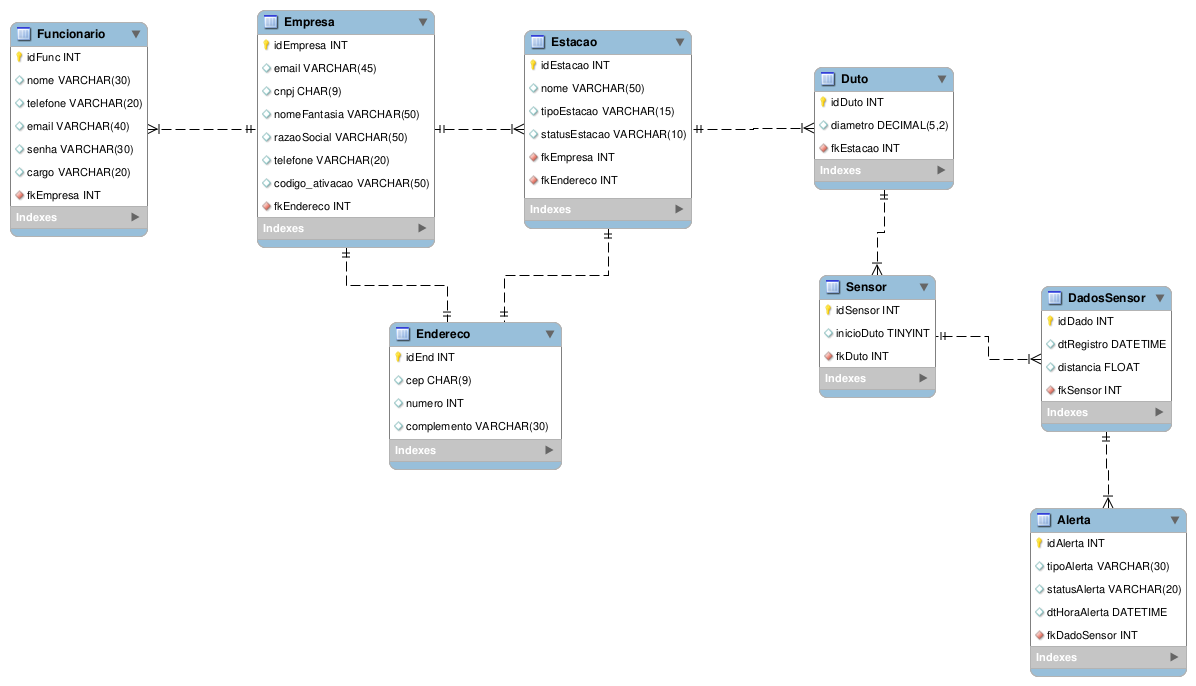 Funcionario
idFunc INT
nome VARCHAR(30)
telefone VARCHAR(20)
email VARCHAR(40)
senha VARCHAR(30)
cargo VARCHAR(20)
fkEmpresa INT
Indexes
Empresa
idEmpresa INT
email VARCHAR(45)
cnpj CHAR(9)
nomeFantasia VARCHAR(50)
razaoSocial VARCHAR(50)
telefone VARCHAR(20)
codigo_ativacao VARCHAR(50)
fkEndereco INT
Indexes
Estacao
idEstacao INT
nome VARCHAR(50)
tipoEstacao VARCHAR(15)
statusEstacao VARCHAR(10)
fkEmpresa INT
fkEndereco INT
Indexes
Duto
idDuto INT
diametro DECIMAL(5,2)
fkEstacao INT
Indexes
Endereco
idEnd INT
cep CHAR(9)
numero INT
complemento VARCHAR(30)
Indexes
Sensor
idSensor INT
inicioDuto TINYINT
fkDuto INT
Indexes
DadosSensor
idDado INT
dtRegistro DATETIME
distancia FLOAT
fkSensor INT
Indexes
Alerta
idAlerta INT
tipoAlerta VARCHAR(30)
statusAlerta VARCHAR(20)
dtHoraAlerta DATETIME
fkDadoSensor INT
Indexes